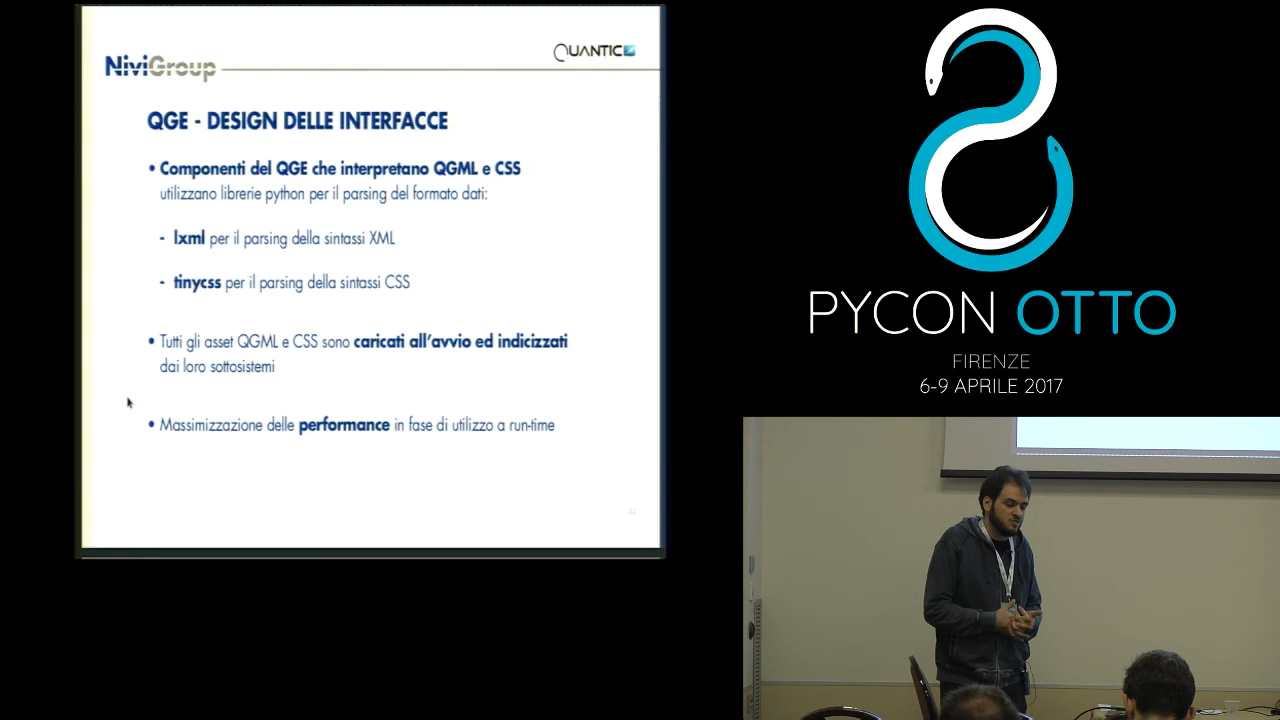 NiviGroup
QUANTIC
QGE - DESIGN DELLE INTERFACCE
• Componenti del QGE che interpretano QGML e CSS
utilizzano librerie python per il parsing del formato dati:
- lxml per il parsing della sintassi XML
- tinycss per il parsing della sintassi CSS
• Tutti gli asset QGML e CSS sono caricati all'avvio ed indicizzati
dai loro sottosistemi
• Massimizzazione delle performance in fase di utilizzo a run-time
PYCON OTTO
FIRENZE
6-9 APRILE 2017